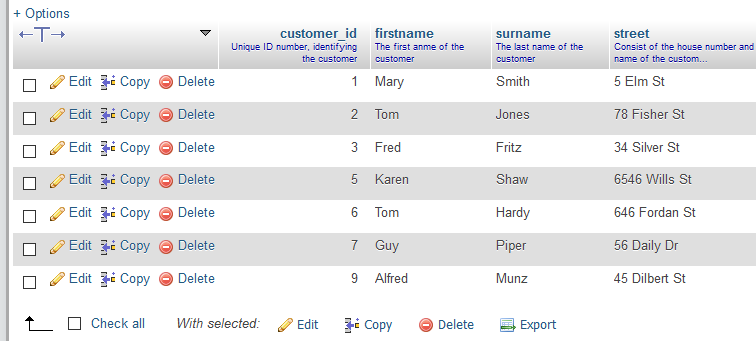 + Options
←T→ customer_id firstname surname street
Unique ID number, identifying The first anme of the The last name of the Consist of the house number and
the customer customer customer name of the custom...
Edit Copy Delete 1 Mary Smith 5 Elm St
Edit Copy Delete 2 Tom Jones 78 Fisher St
Edit Copy Delete 3 Fred Fritz 34 Silver St
Edit Copy Delete 5 Karen Shaw 6546 Wills St
Edit Copy Delete 6 Tom Hardy 646 Fordan St
Edit Copy Delete 7 Guy Piper 56 Daily Dr
Edit Copy Delete 9 Alfred Munz 45 Dilbert St
Check all With selected: Edit Copy Delete Export